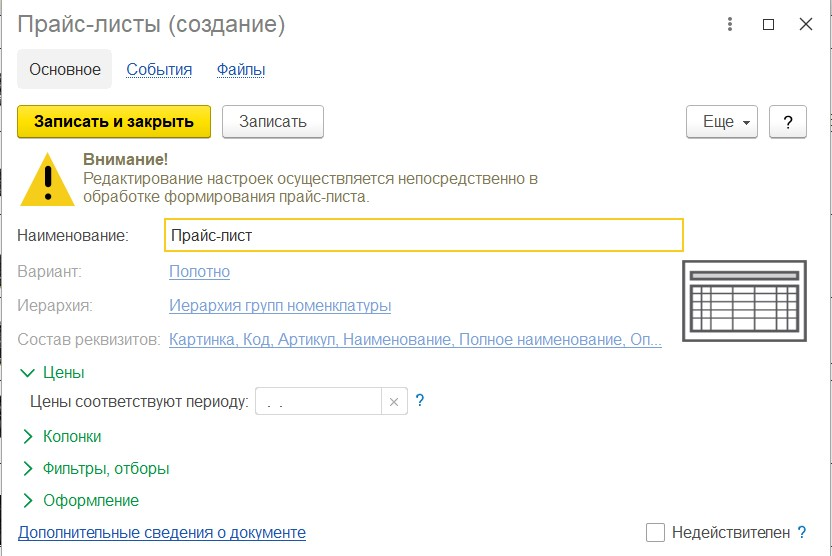 Прайс-листы (создание)
Основное События Файлы
Записать и закрыть Записать Еще ?
Внимание!
Редактирование настроек осуществляется непосредственно в
обработке формирования прайс-листа.
Наименование: Прайс-лист
Вариант: Полотно
Иерархия: Иерархия групп номенклатуры
Состав реквизитов: Картинка, Код, Артикул, Наименование, Полное наименование, Оп...
Цены
Цены соответствуют периоду: . . × ?
Колонки
Фильтры, отборы
Оформление
Дополнительные сведения о документе Недействителен ?